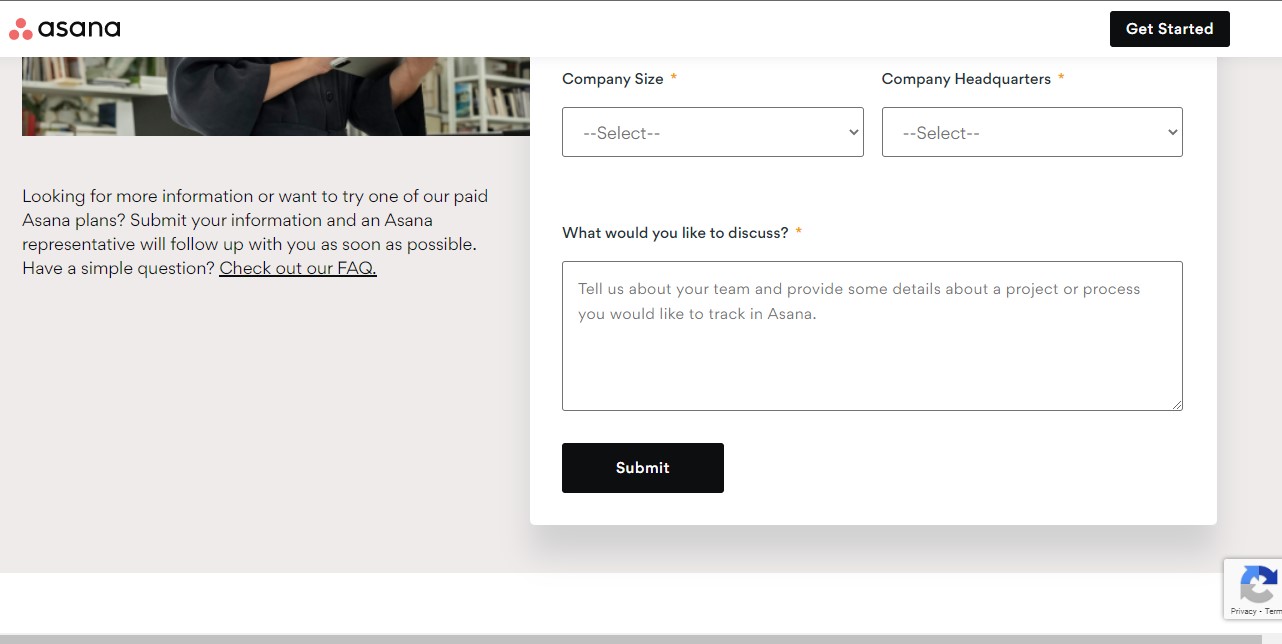 asana
Get Started
Company Size *
Company Headquarters *
--Select--
--Select--
Looking for more information or want to try one of our paid
Asana plans? Submit your information and an Asana
representative will follow up with you as soon as possible.
Have a simple question? Check out our FAQ.
What would you like to discuss? *
Tell us about your team and provide some details about a project or process
you would like to track in Asana.
Submit
Privacy - Term